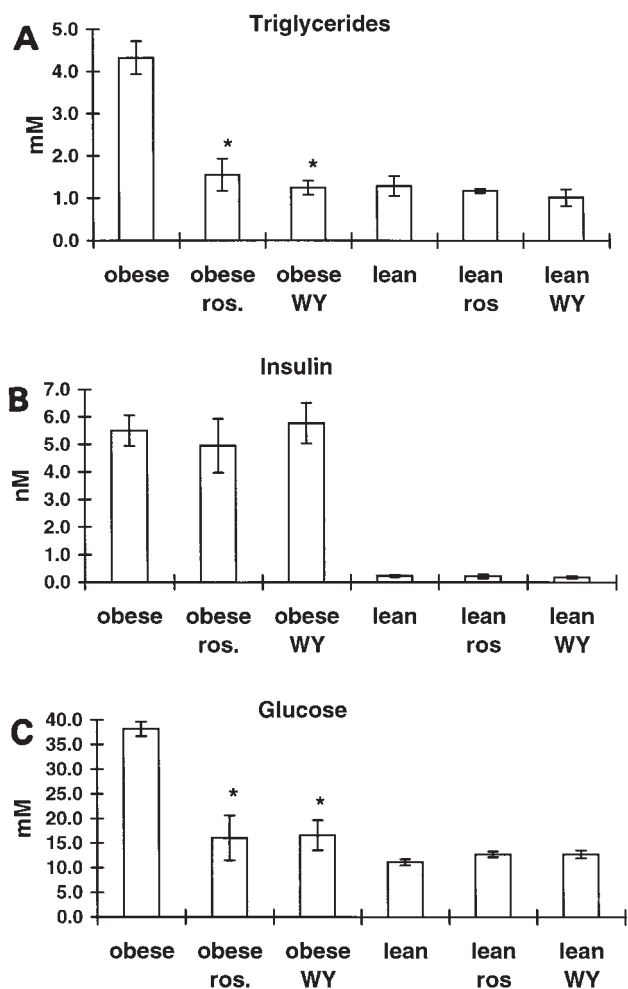 A
Triglycerides
5.0
4.0
3.0
2.0
1.0
0.0
mM
*
*
obese obese obese lean lean lean
ros. WY ros WY
B
Insulin
7.0
6.0
5.0
4.0
3.0
2.0
1.0
0.0
nM
obese obese obese lean lean lean
ros. WY ros WY
C
Glucose
40.0
35.0
30.0
25.0
20.0
15.0
10.0
5.0
0.0
mM
*
*
obese obese obese lean lean lean
ros. WY ros WY